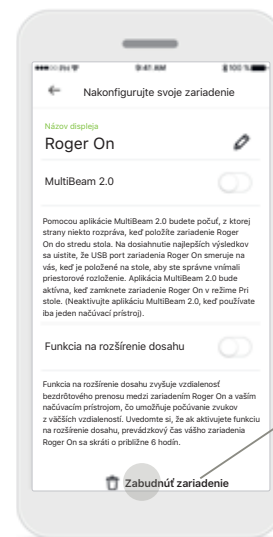 9:41 AM
100 %
Nakonfigurujte svoje zariadenie
Názov displeja
Roger On
MultiBeam 2.0
Pomocou aplikácie MultiBeam 2.0 budete počuť, z ktorej
strany niekto rozpráva, keď položíte zariadenie Roger
On do stredu stola. Na dosiahnutie najlepších výsledkov
sa uistite, že USB port zariadenia Roger On smeruje na
vás, keď je položené na stole, aby ste správne vnímali
priestorové rozloženie. Aplikácia MultiBeam 2.0 bude
aktívna, keď zamknete zariadenie Roger On v režime Pri
stole. (Neaktivujte aplikáciu MultiBeam 2.0, keď používate
iba jeden načúvací prístroj).
Funkcia na rozšírenie dosahu
Funkcia na rozšírenie dosahu zvyšuje vzdialenosť
bezdrôtového prenosu medzi zariadením Roger On a vaším
načúvacím prístrojom, čo umožňuje počúvanie zvukov
z väčších vzdialeností. Uvedomte si, že ak aktivujete funkciu
na rozšírenie dosahu, prevádzkový čas vášho zariadenia
Roger On sa skráti o približne 6 hodín.
Zabudnúť zariadenie